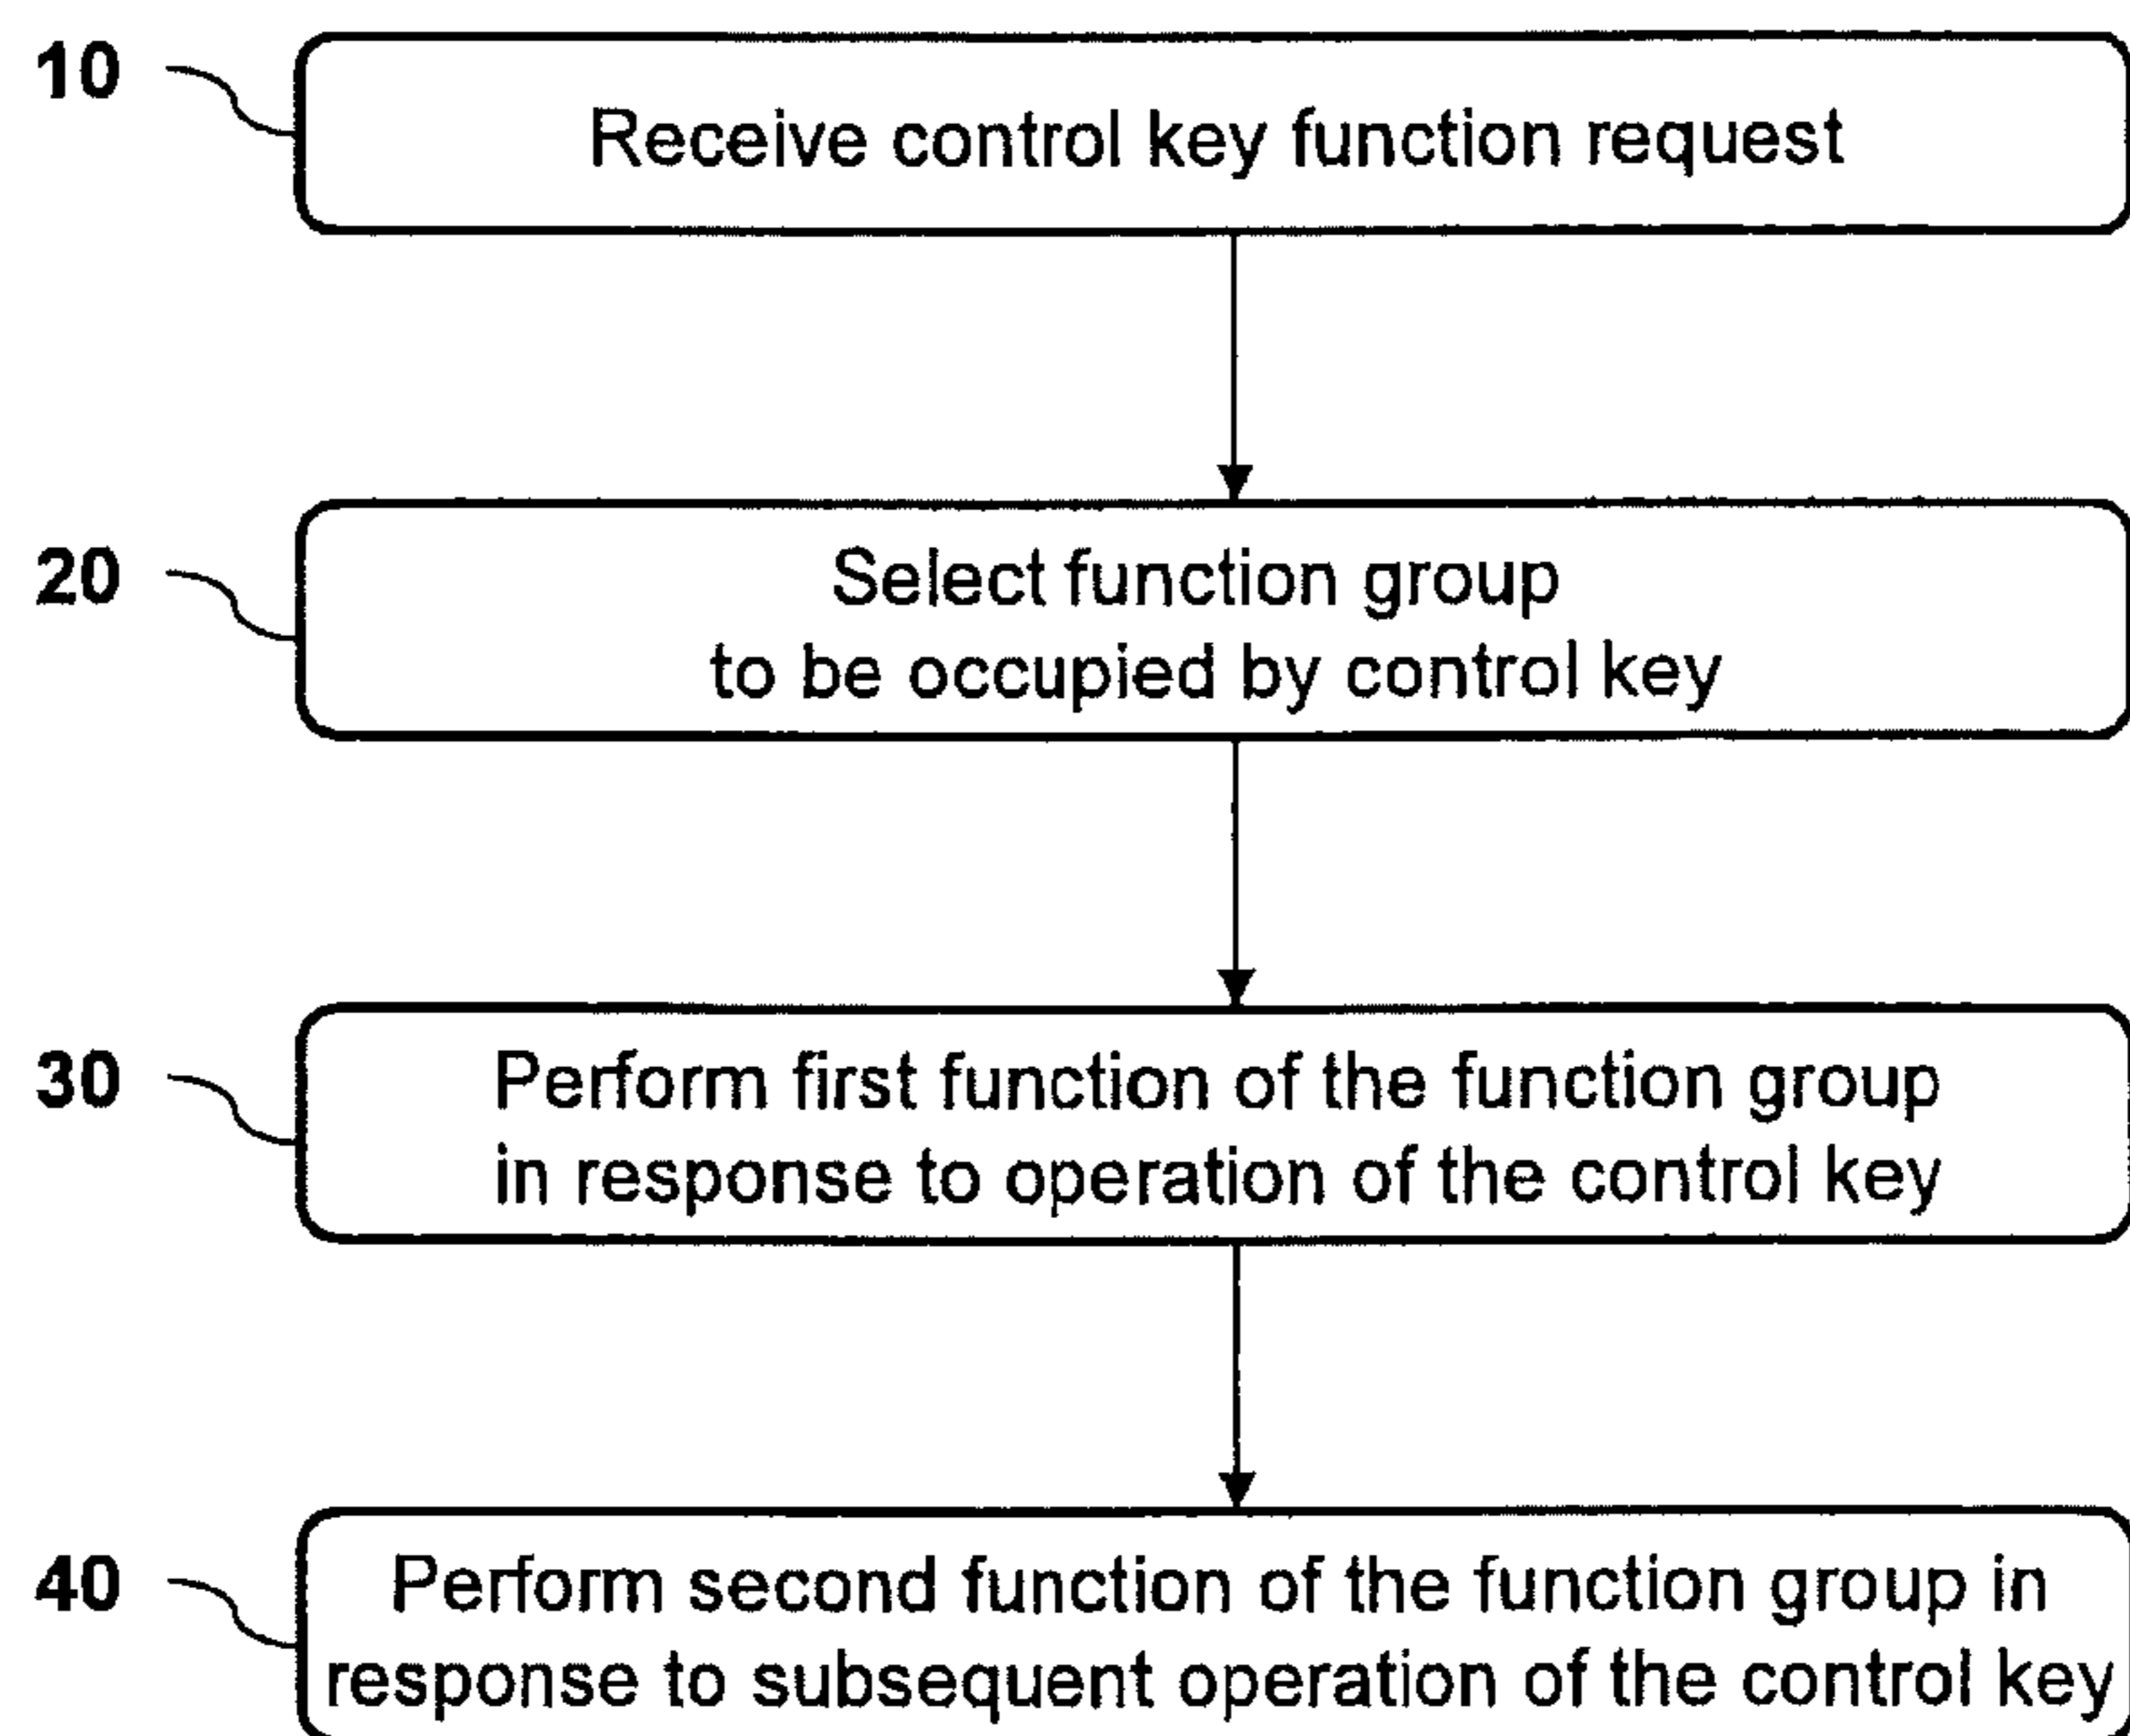 10
Receive control key function request
20
Select function group
to be occupied by control key
30
Perform first function of the function group
in response to operation of the control key
40
Perform second function of the function group in
response to subsequent operation of the control key